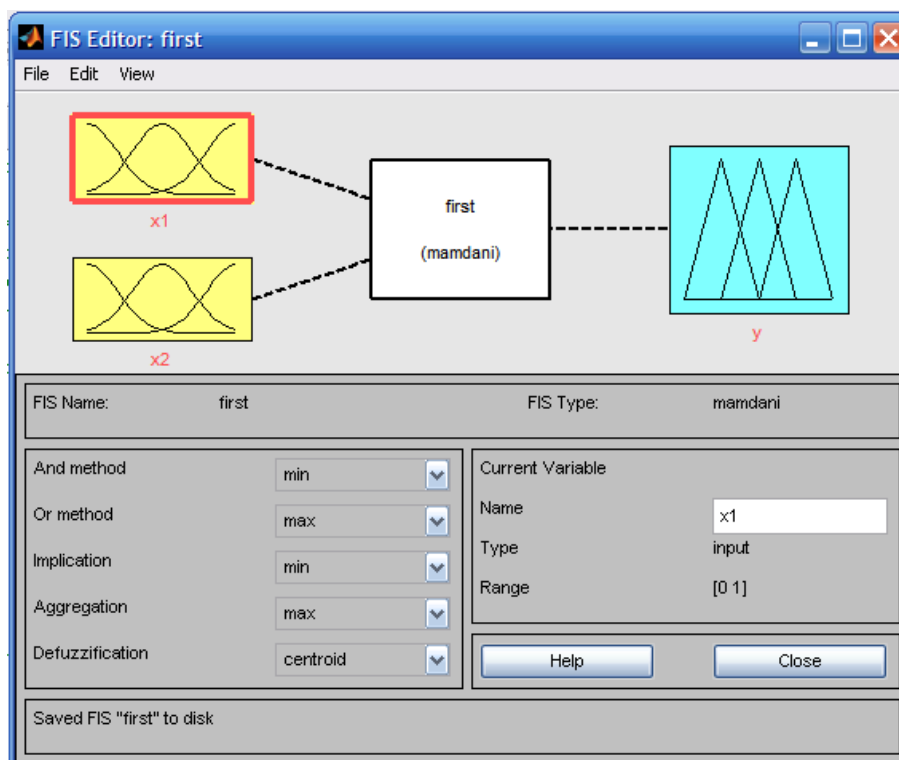 FIS Editor: first
File Edit View
x1
first
(mamdani)
y
x2
FIS Name: first FIS Type: mamdani
And method min
Or method max
Implication min
Aggregation max
Defuzzification centroid
Current Variable
Name x1
Type input
Range [0 1]
Help Close
Saved FIS "first" to disk